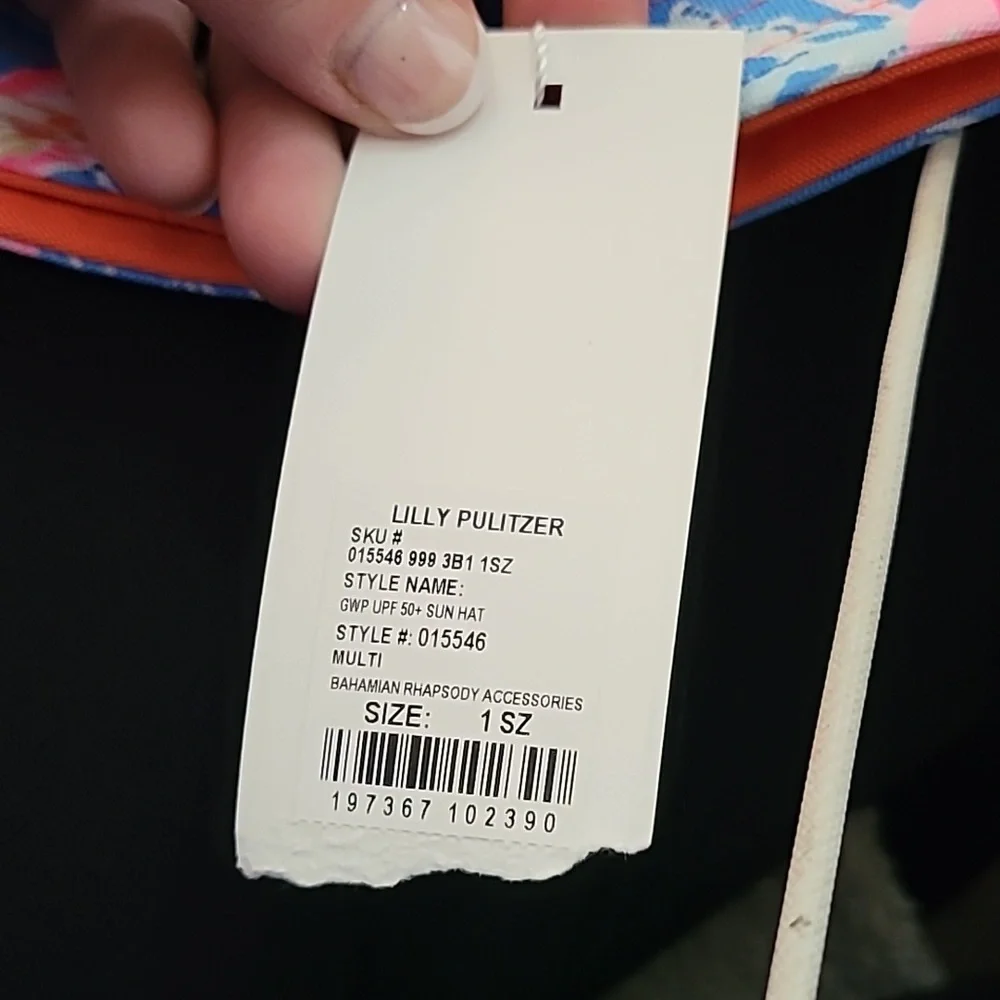 LILLY PULITZER
SKU #
015546 999 3B1 1SZ
STYLE NAME:
GWP UPF 50+ SUN HAT
STYLE #: 015546
MULTI
BAHAMIAN RHAPSODY ACCESSORIES
SIZE: 1 SZ
197367 102390